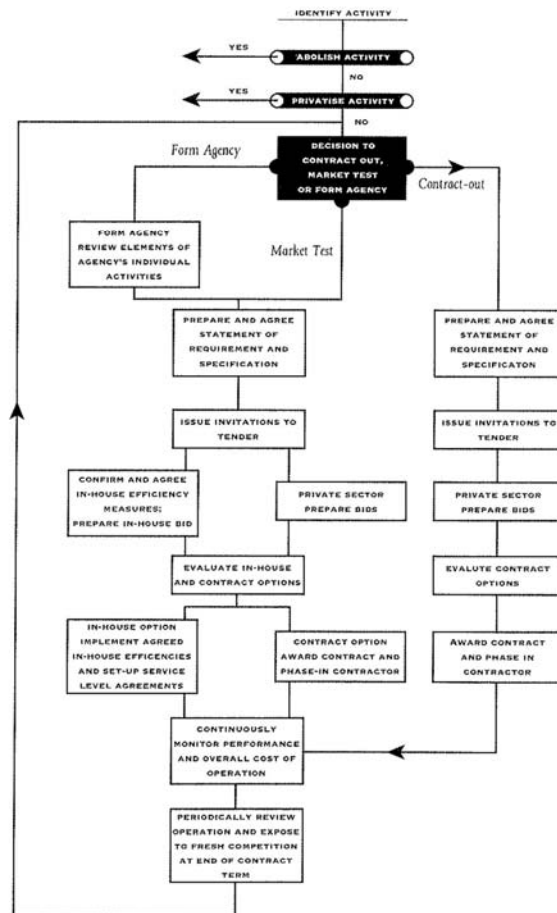 IDENTIFY ACTIVITY
YES
ABOLISH ACTIVITY
NO
YES
PRIVATISE ACTIVITY
NO
Form Agency
DECISION TO
CONTRACT OUT,
MARKET TEST
OR FORM AGENCY
Contract-out
FORM AGENCY
REVIEW ELEMENTS OF
AGENCY'S INDIVIDUAL
ACTIVITIES
Market Test
PREPARE AND AGREE
STATEMENT OF
REQUIREMENT AND
SPECIFICATION
PREPARE AND AGREE
STATEMENT OF
REQUIREMENT AND
SPECIFICATON
ISSUE INVITATIONS TO
TENDER
ISSUE INVITATIONS TO
TENDER
CONFIRM AND AGREE
IN-HOUSE EFFICIENCY
MEASURES;
PREPARE IN-HOUSE BID
PRIVATE SECTOR
PREPARE BIDS
PRIVATE SECTOR
PREPARE BIDS
EVALUATE IN-HOUSE
AND CONTRACT OPTIONS
EVALUTE CONTRACT
OPTIONS
IN-HOUSE OPTION
IMPLEMENT AGREED
IN-HOUSE EFFICENCIES
AND SET-UP SERVICE
LEVEL AGREEMENTS
CONTRACT OPTION
AWARD CONTRACT AND
PHASE-IN CONTRACTOR
AWARD CONTRACT
AND PHASE IN
CONTRACTOR
CONTINUOUSLY
MONITOR PERFORMANCE
AND OVERALL COST OF
OPERATION
PERIODICALLY REVIEW
OPERATION AND EXPOSE
TO FRESH COMPETITION
AT END OF CONTRACT
TERM